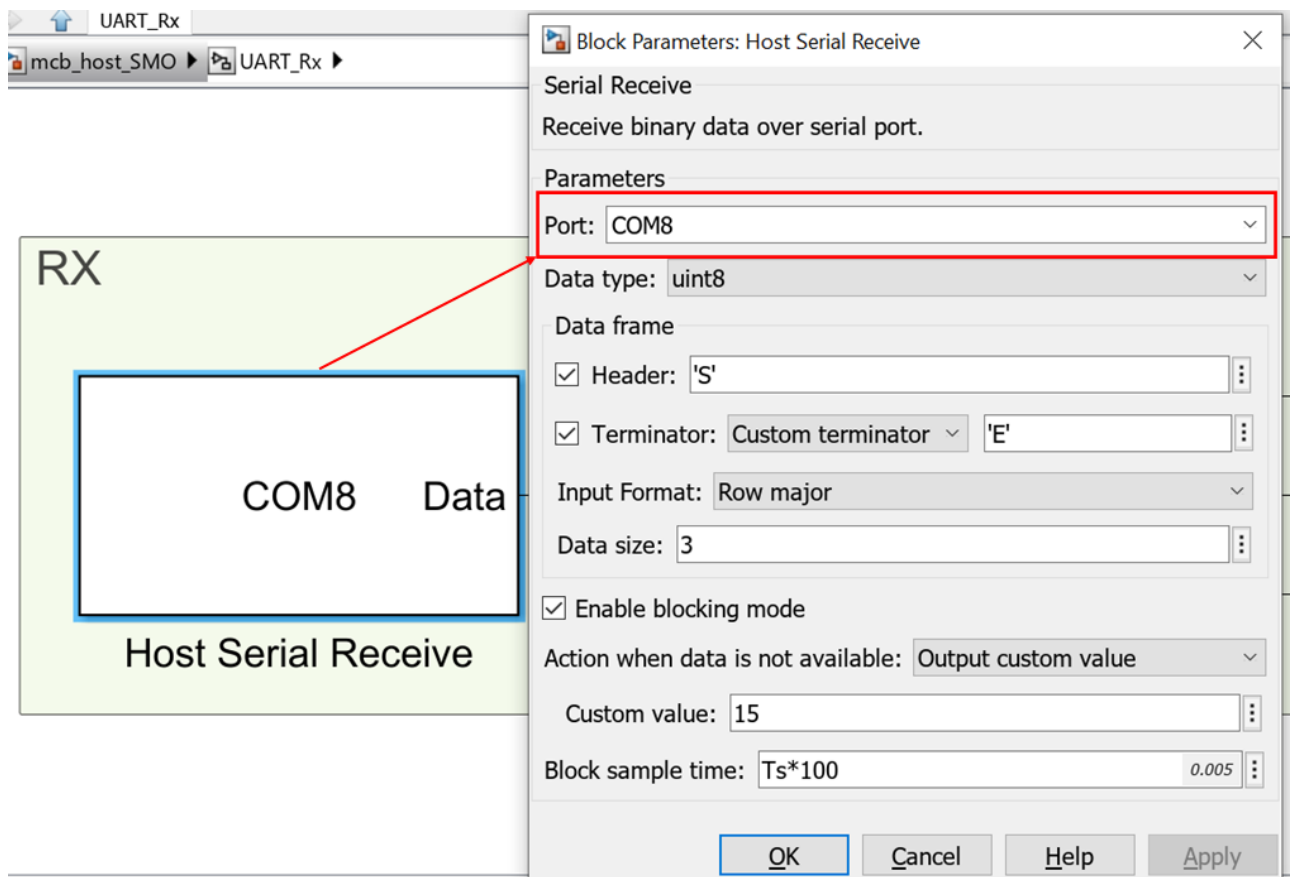 UART_Rx
mcb_host_SMO UART_Rx
RX
COM8 Data
Host Serial Receive
Block Parameters: Host Serial Receive
Serial Receive
Receive binary data over serial port.
Parameters
Port: COM8
Data type: uint8
Data frame
Header: 'S'
Terminator: Custom terminator 'E'
Input Format: Row major
Data size: 3
Enable blocking mode
Action when data is not available: Output custom value
Custom value: 15
Block sample time: Ts*100 0.005
OK Cancel Help Apply